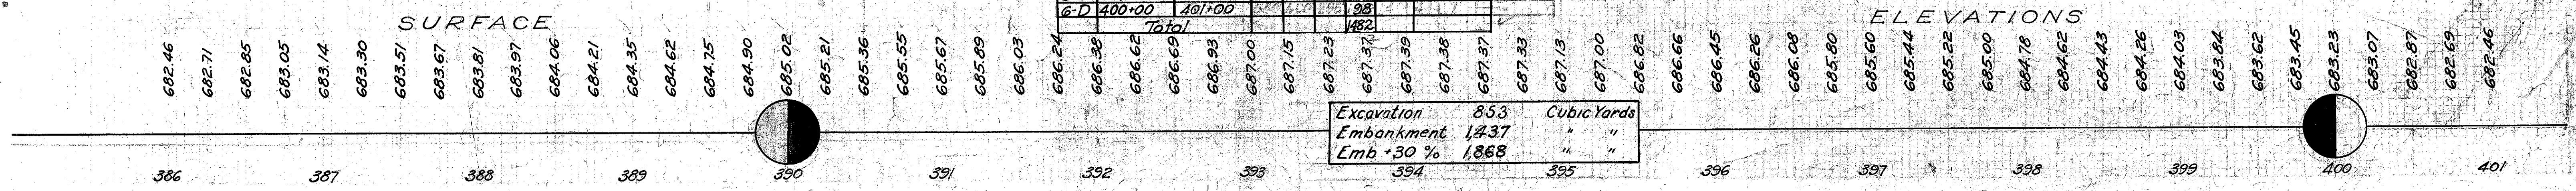 6-D 400+00 401+00 98
Total 1482
SURFACE ELEVATIONS
682.46 682.71 682.85 683.05 683.14 683.30 683.51 683.67 683.81 683.97 684.06 684.21 684.35 684.62 684.75 684.90 685.02 685.21 685.36 685.55 685.67 685.89 686.03 686.24 686.38 686.62 686.69 686.93 687.00 687.15 687.23 687.37 687.39 687.38 687.37 687.33 687.13 687.00 686.82 686.66 686.45 686.26 686.08 685.80 685.60 685.44 685.22 685.00 684.78 684.62 684.43 684.26 684.03 683.84 683.62 683.45 683.23 683.07 682.87 682.69 682.46
Excavation 853 Cubic Yards
Embankment 1,437 " "
Emb +30 % 1,868 " "
386 387 388 389 390 391 392 393 394 395 396 397 398 399 400 401